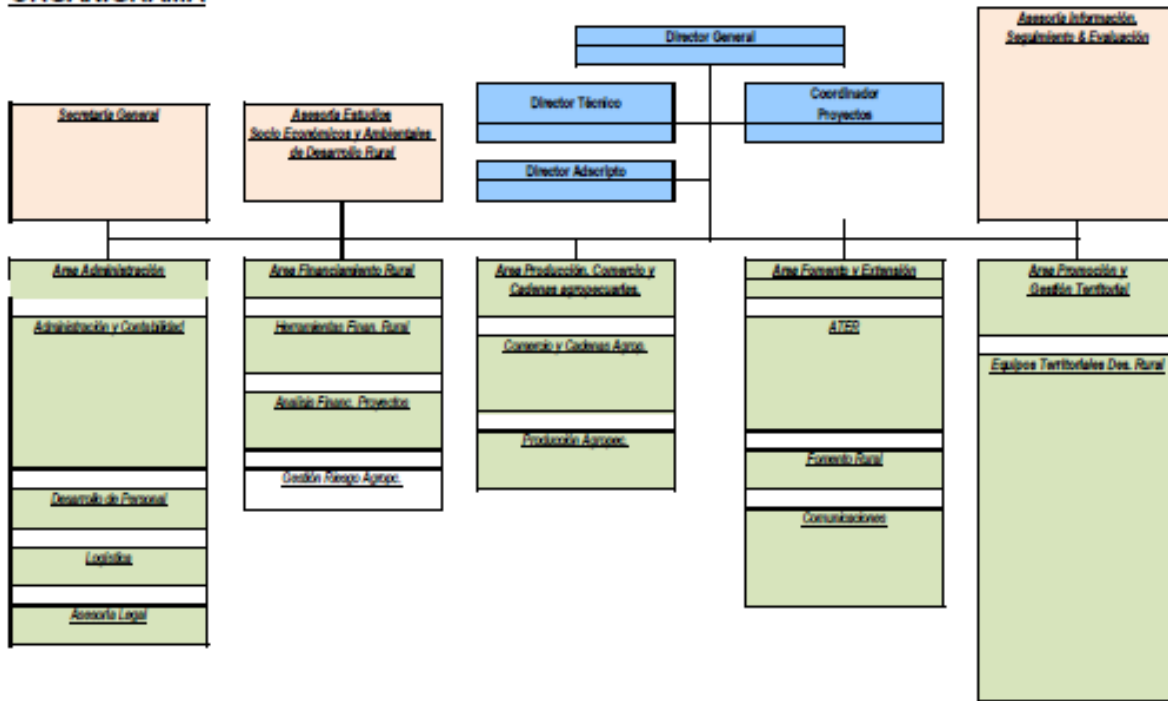 ORGANIGRAMA
Director General
Asesoría Información,
Seguimiento & Evaluación
Director Técnico
Coordinador
Proyectos
Secretaría General
Asesoría Estudios
Socio Económicos y Ambientales
de Desarrollo Rural
Director Adscripto
Area Administración
Area Financiamiento Rural
Area Producción, Comercio y
Cadenas agropecuarias.
Area Fomento y Extensión
Area Promoción y
Gestión Territorial
Administración y Contabilidad
Herramientas Finan. Rural
Comercio y Cadenas Agrop.
ATER
Equipos Territoriales Des. Rural
Analisis Financ. Proyectos
Producción Agropec.
Gestión Riesgo Agrope.
Fomento Rural
Desarrollo de Personal
Comunicaciones
Logística
Asesoría Legal